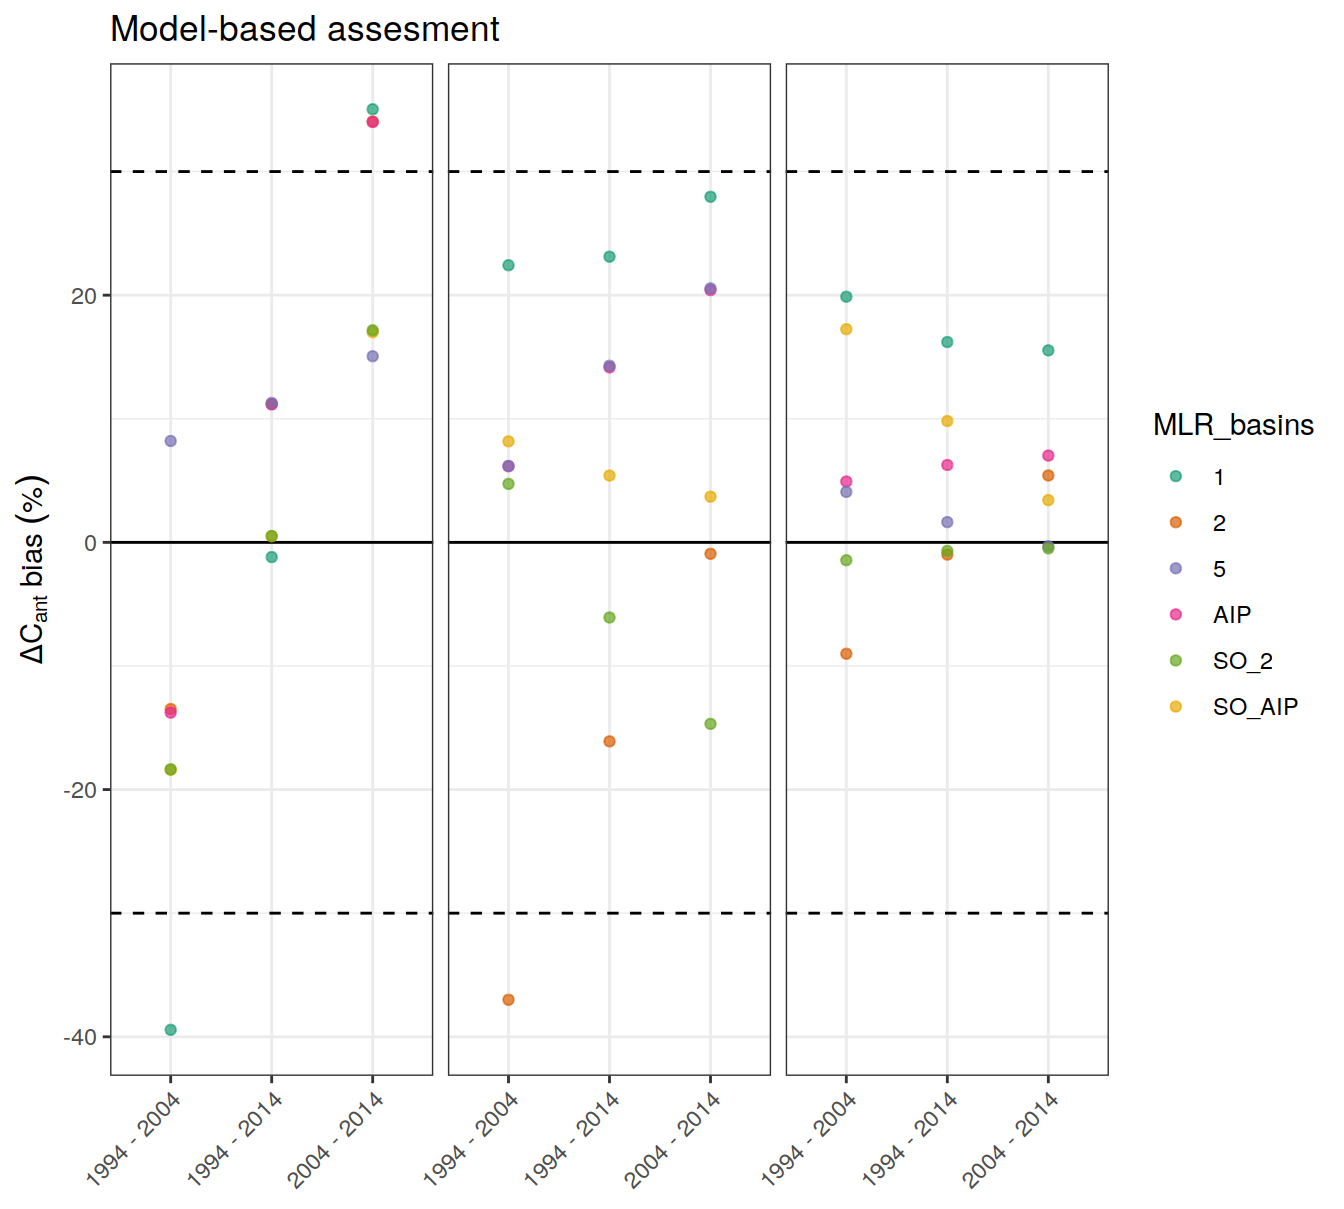 Model-based assesment
ΔCant bias (%)
20
0
-20
-40
1994 - 2004
1994 - 2014
2004 - 2014
1994 - 2004
1994 - 2014
2004 - 2014
1994 - 2004
1994 - 2014
2004 - 2014
MLR_basins
1
2
5
AIP
SO_2
SO_AIP